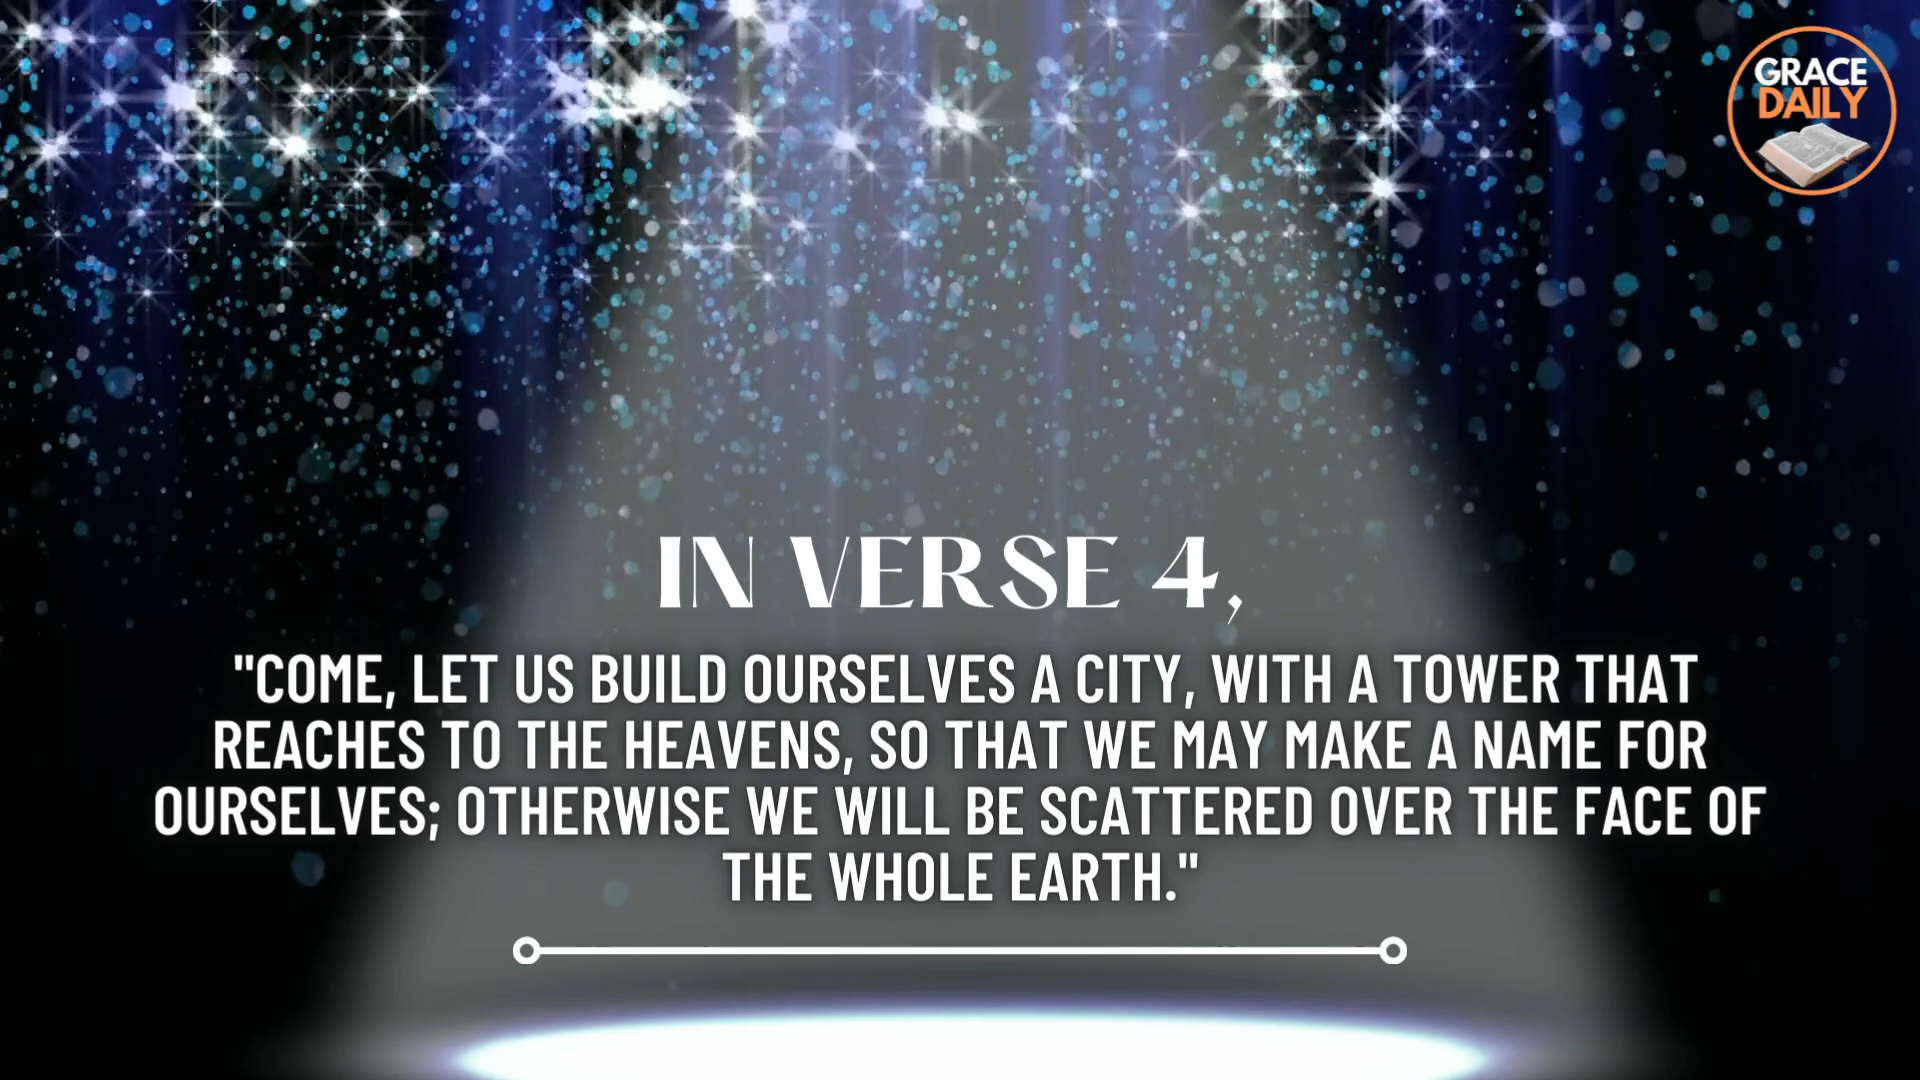 GRACE
DAILY
IN VERSE 4,
"COME, LET US BUILD OURSELVES A CITY, WITH A TOWER THAT
REACHES TO THE HEAVENS, SO THAT WE MAY MAKE A NAME FOR
OURSELVES; OTHERWISE WE WILL BE SCATTERED OVER THE FACE OF
THE WHOLE EARTH."